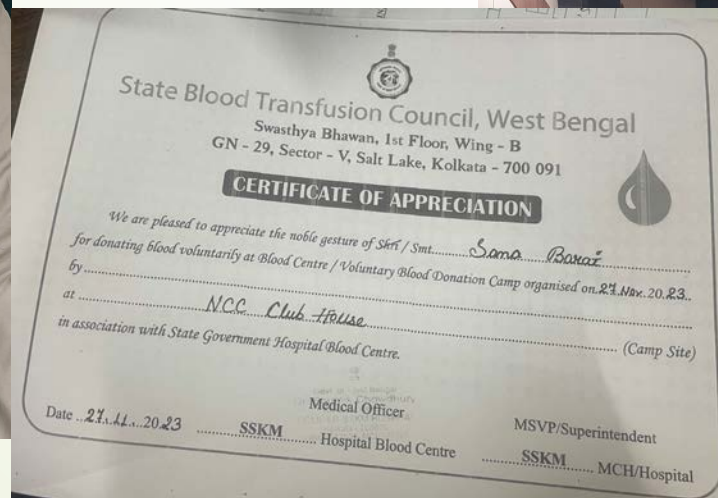 State Blood Transfusion Council, West Bengal
Swasthya Bhawan, 1st Floor, Wing - B
GN - 29, Sector - V, Salt Lake, Kolkata - 700 091
CERTIFICATE OF APPRECIATION
We are pleased to appreciate the noble gesture of Shri / Smt. Sana Barai
for donating blood voluntarily at Blood Centre / Voluntary Blood Donation Camp organised on 27 Nov. 2023..
by
at NCC Club House (Camp Site)
in association with State Government Hospital Blood Centre.
Medical Officer
MSVP/Superintendent
Date 27.11.2023 SSKM Hospital Blood Centre
SSKM MCH/Hospital